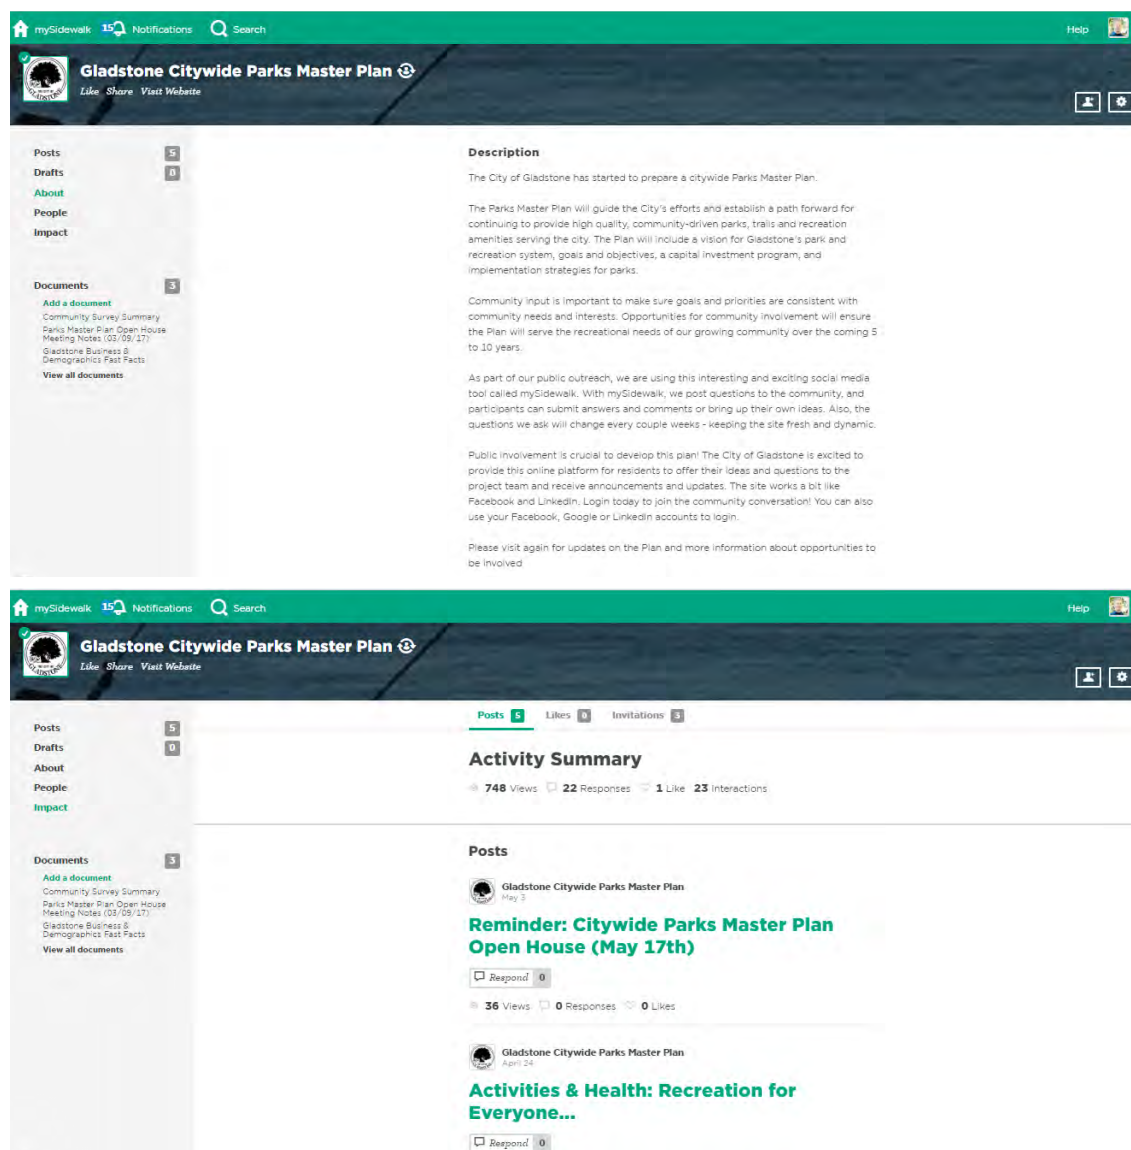 mySidewalk 15 Notifications Search Help
Gladstone Citywide Parks Master Plan
Like Share Visit Website
Posts 5
Drafts 0
About
People
Impact
Documents 3
Add a document
Community Survey Summary
Parks Master Plan Open House
Meeting Notes (03/09/17)
Gladstone Business &
Demographics Fast Facts
View all documents
Description
The City of Gladstone has started to prepare a citywide Parks Master Plan.
The Parks Master Plan will guide the City's efforts and establish a path forward for
continuing to provide high quality, community-driven parks, trails and recreation
amenities serving the city. The Plan will include a vision for Gladstone's park and
recreation system, goals and objectives, a capital investment program, and
implementation strategies for parks.
Community input is important to make sure goals and priorities are consistent with
community needs and interests. Opportunities for community involvement will ensure
the Plan will serve the recreational needs of our growing community over the coming 5
to 10 years.
As part of our public outreach, we are using this interesting and exciting social media
tool called mySidewalk. With mySidewalk, we post questions to the community, and
participants can submit answers and comments or bring up their own ideas. Also, the
questions we ask will change every couple weeks - keeping the site fresh and dynamic.
Public involvement is crucial to develop this plan! The City of Gladstone is excited to
provide this online platform for residents to offer their ideas and questions to the
project team and receive announcements and updates. The site works a bit like
Facebook and LinkedIn. Login today to join the community conversation! You can also
use your Facebook, Google or LinkedIn accounts to login.
Please visit again for updates on the Plan and more information about opportunities to
be involved
mySidewalk 15 Notifications Search Help
Gladstone Citywide Parks Master Plan
Like Share Visit Website
Posts 5
Drafts 0
About
People
Impact
Documents 3
Add a document
Community Survey Summary
Parks Master Plan Open House
Meeting Notes (03/09/17)
Gladstone Business &
Demographics Fast Facts
View all documents
Posts 5 Likes 0 Invitations 3
Activity Summary
748 Views 22 Responses 1 Like 23 Interactions
Posts
Gladstone Citywide Parks Master Plan
May 3
Reminder: Citywide Parks Master Plan
Open House (May 17th)
Respond 0
36 Views 0 Responses 0 Likes
Gladstone Citywide Parks Master Plan
April 24
Activities & Health: Recreation for
Everyone...
Respond 0